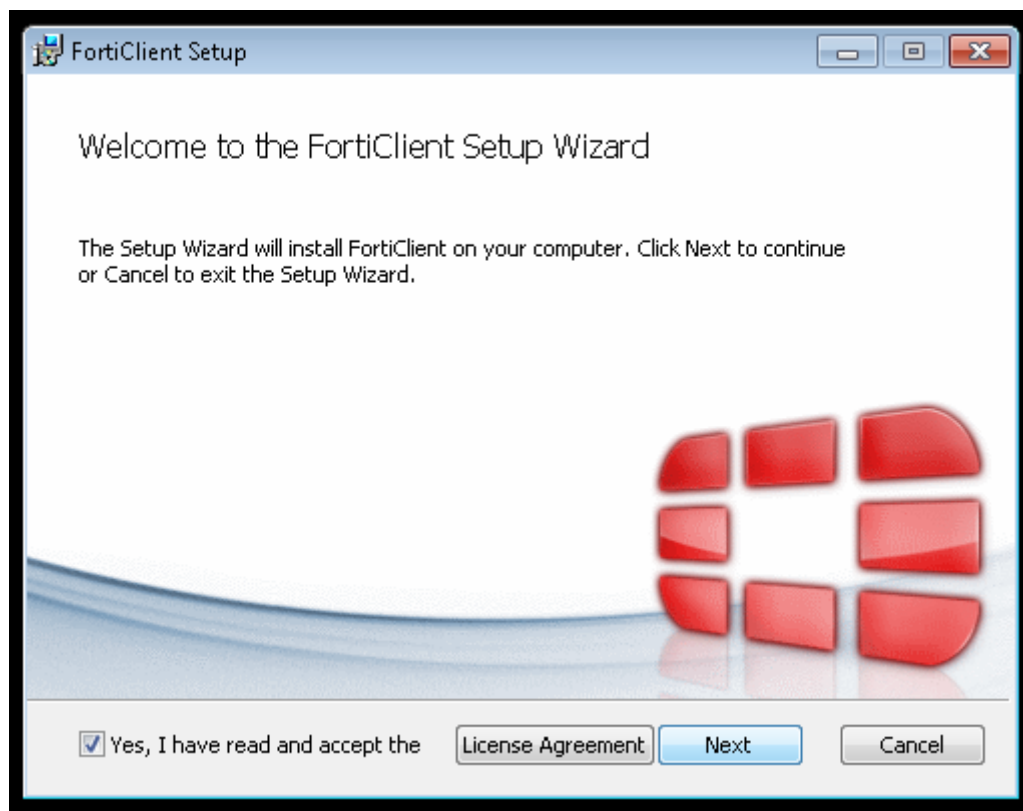 FortiClient Setup
Welcome to the FortiClient Setup Wizard
The Setup Wizard will install FortiClient on your computer. Click Next to continue
or Cancel to exit the Setup Wizard.
Yes, I have read and accept the License Agreement Next Cancel